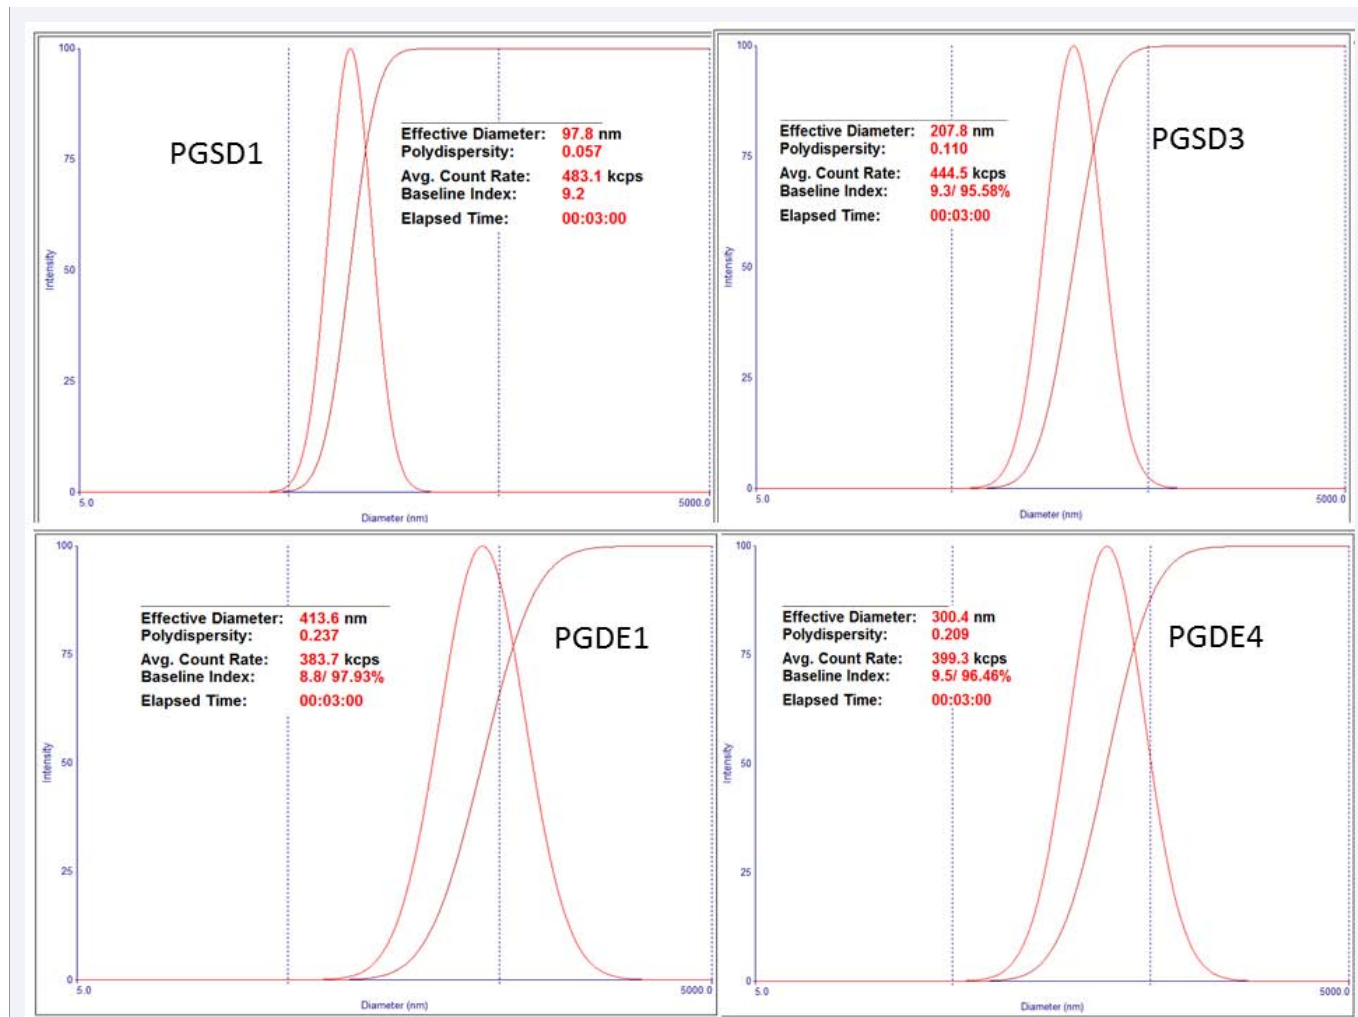 100
75
50
25
0
Intensity
5.0
5000.0
Diameter (nm)
PGSD1
Effective Diameter: 97.8 nm
Polydispersity: 0.057
Avg. Count Rate: 483.1 kcps
Baseline Index: 9.2
Elapsed Time: 00:03:00
100
75
50
25
0
Intensity
5.0
5000.0
Diameter (nm)
PGSD3
Effective Diameter: 207.8 nm
Polydispersity: 0.110
Avg. Count Rate: 444.5 kcps
Baseline Index: 9.3/ 95.58%
Elapsed Time: 00:03:00
100
75
50
25
0
Intensity
5.0
5000.0
Diameter (nm)
PGDE1
Effective Diameter: 413.6 nm
Polydispersity: 0.237
Avg. Count Rate: 383.7 kcps
Baseline Index: 8.8/ 97.93%
Elapsed Time: 00:03:00
100
75
50
25
0
Intensity
5.0
5000.0
Diameter (nm)
PGDE4
Effective Diameter: 300.4 nm
Polydispersity: 0.209
Avg. Count Rate: 399.3 kcps
Baseline Index: 9.5/ 96.46%
Elapsed Time: 00:03:00